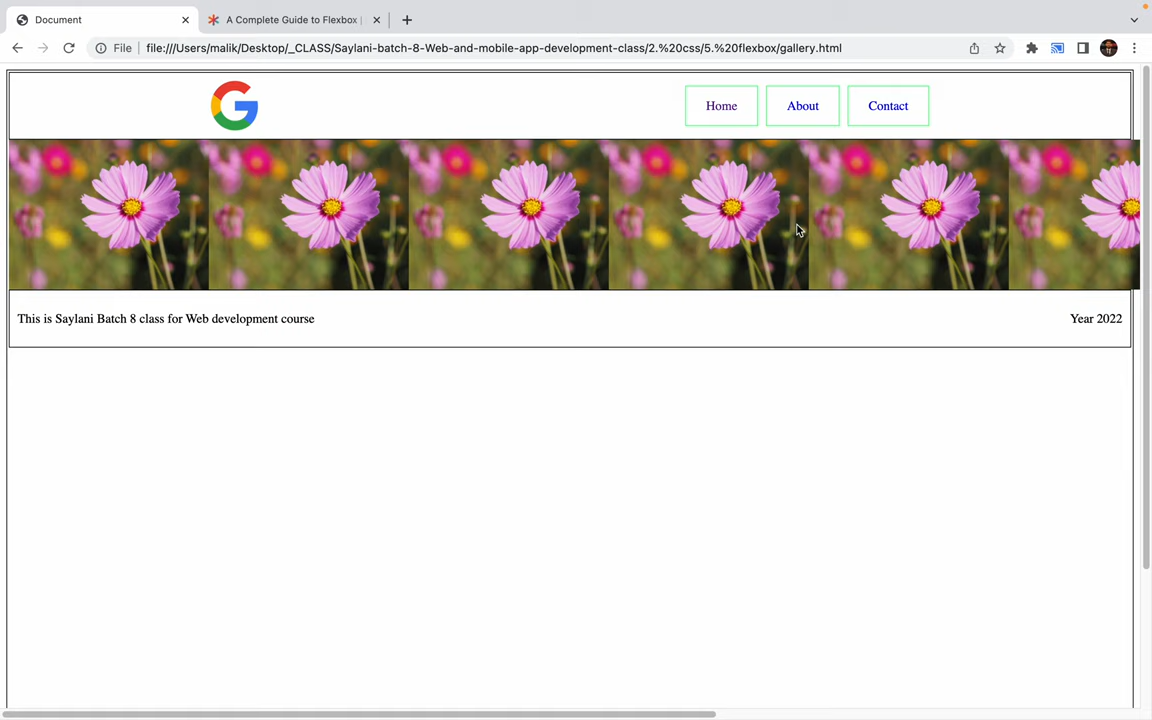 Document
A Complete Guide to Flexbox |
File
file:///Users/malik/Desktop/_CLASS/Saylani-batch-8-Web-and-mobile-app-development-class/2.%20css/5.%20flexbox/gallery.html
Home About Contact
This is Saylani Batch 8 class for Web development course
Year 2022